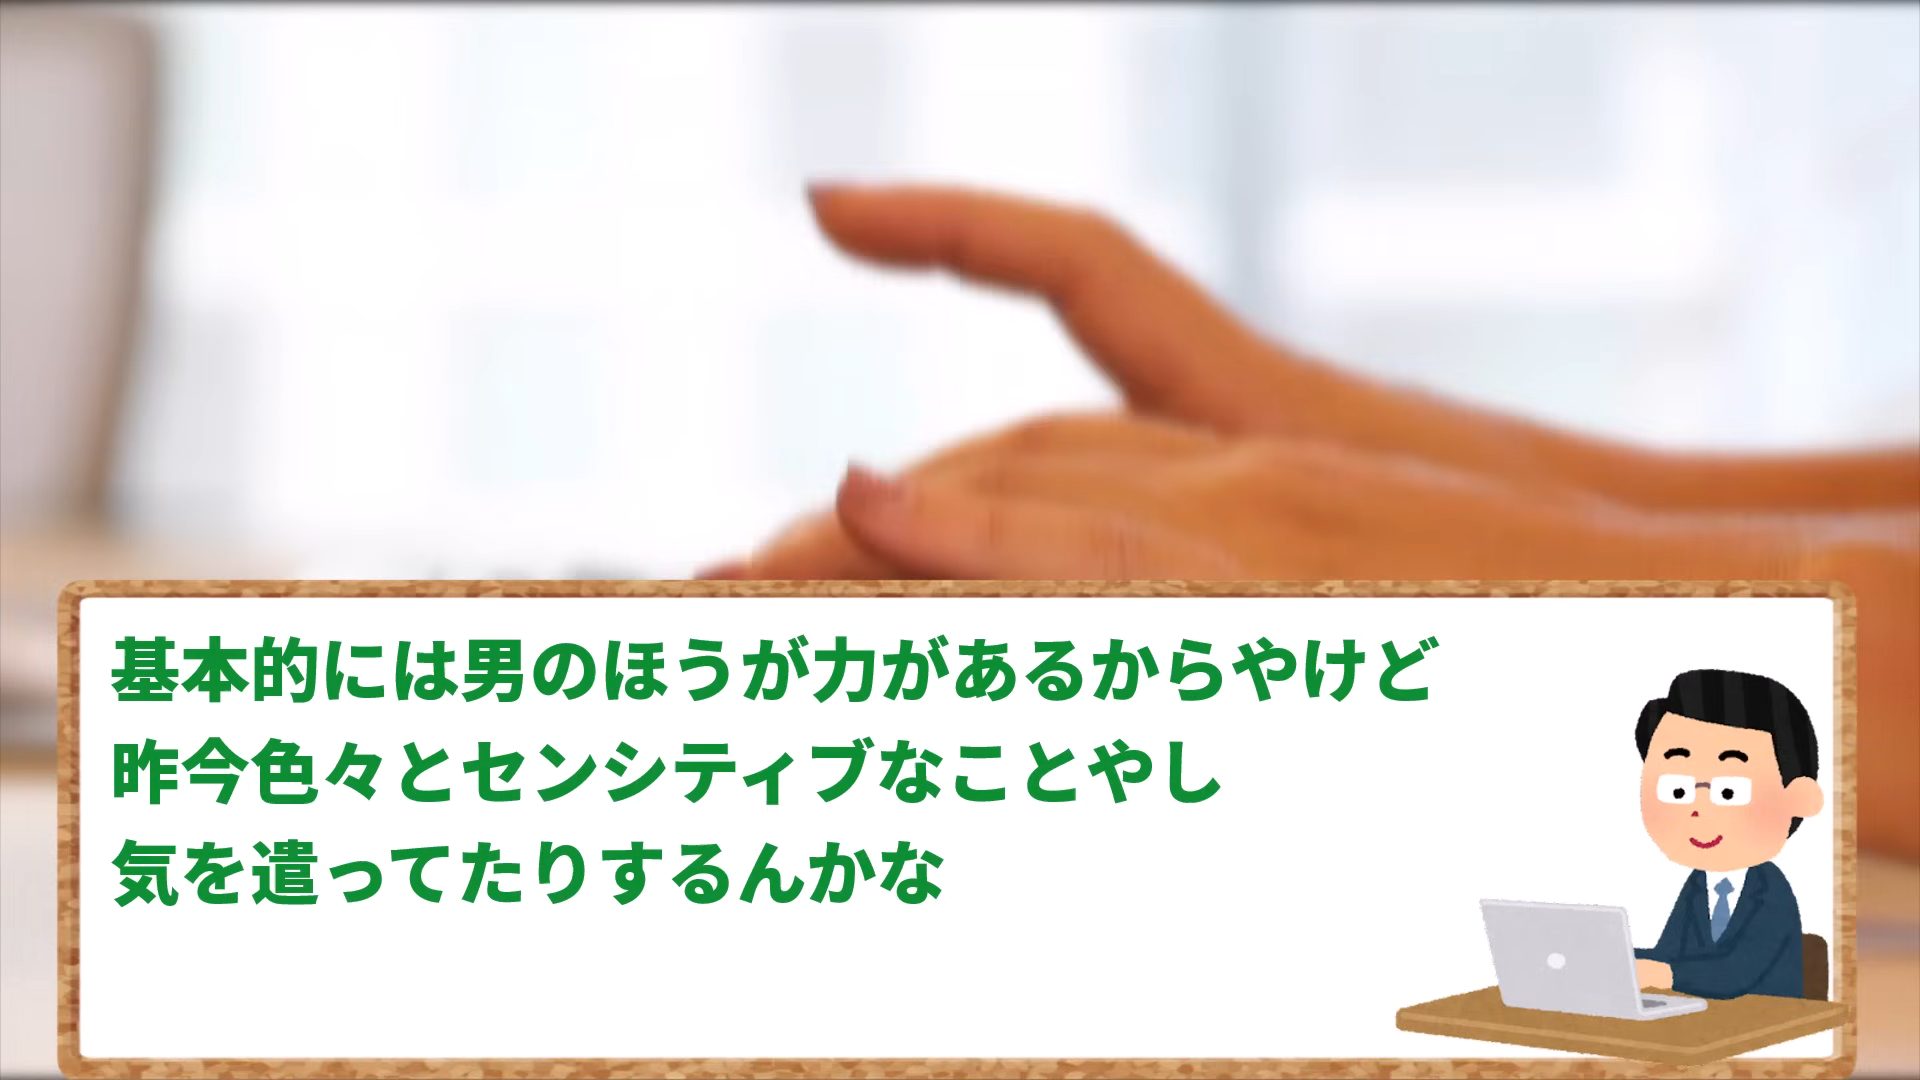 基本的には男のほうが力があるからやけど
昨今色々とセンシティブなことやし
気を遣ってたりするんかな